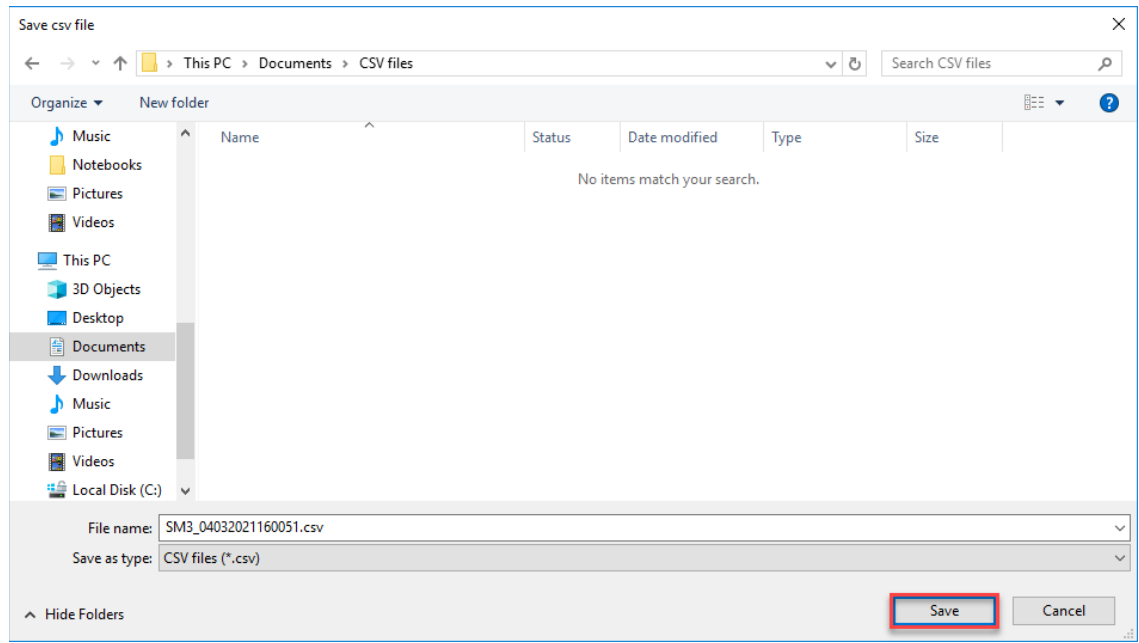 Save csv file
This PC > Documents > CSV files
Search CSV files
Organize
New folder
?
Name
Status
Date modified
Type
Size
No items match your search.
Music
Notebooks
Pictures
Videos
This PC
3D Objects
Desktop
Documents
Downloads
Music
Pictures
Videos
Local Disk (C:)
File name: SM3_04032021160051.csv
Save as type: CSV files (*.csv)
Hide Folders
Save
Cancel